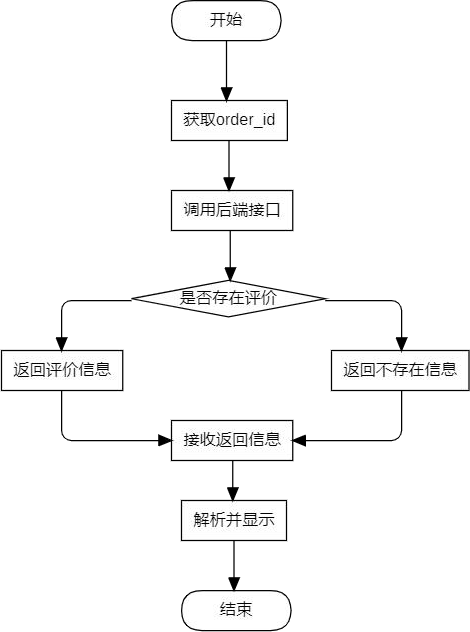 开始
获取order_id
调用后端接口
是否存在评价
返回评价信息
返回不存在信息
接收返回信息
解析并显示
结束